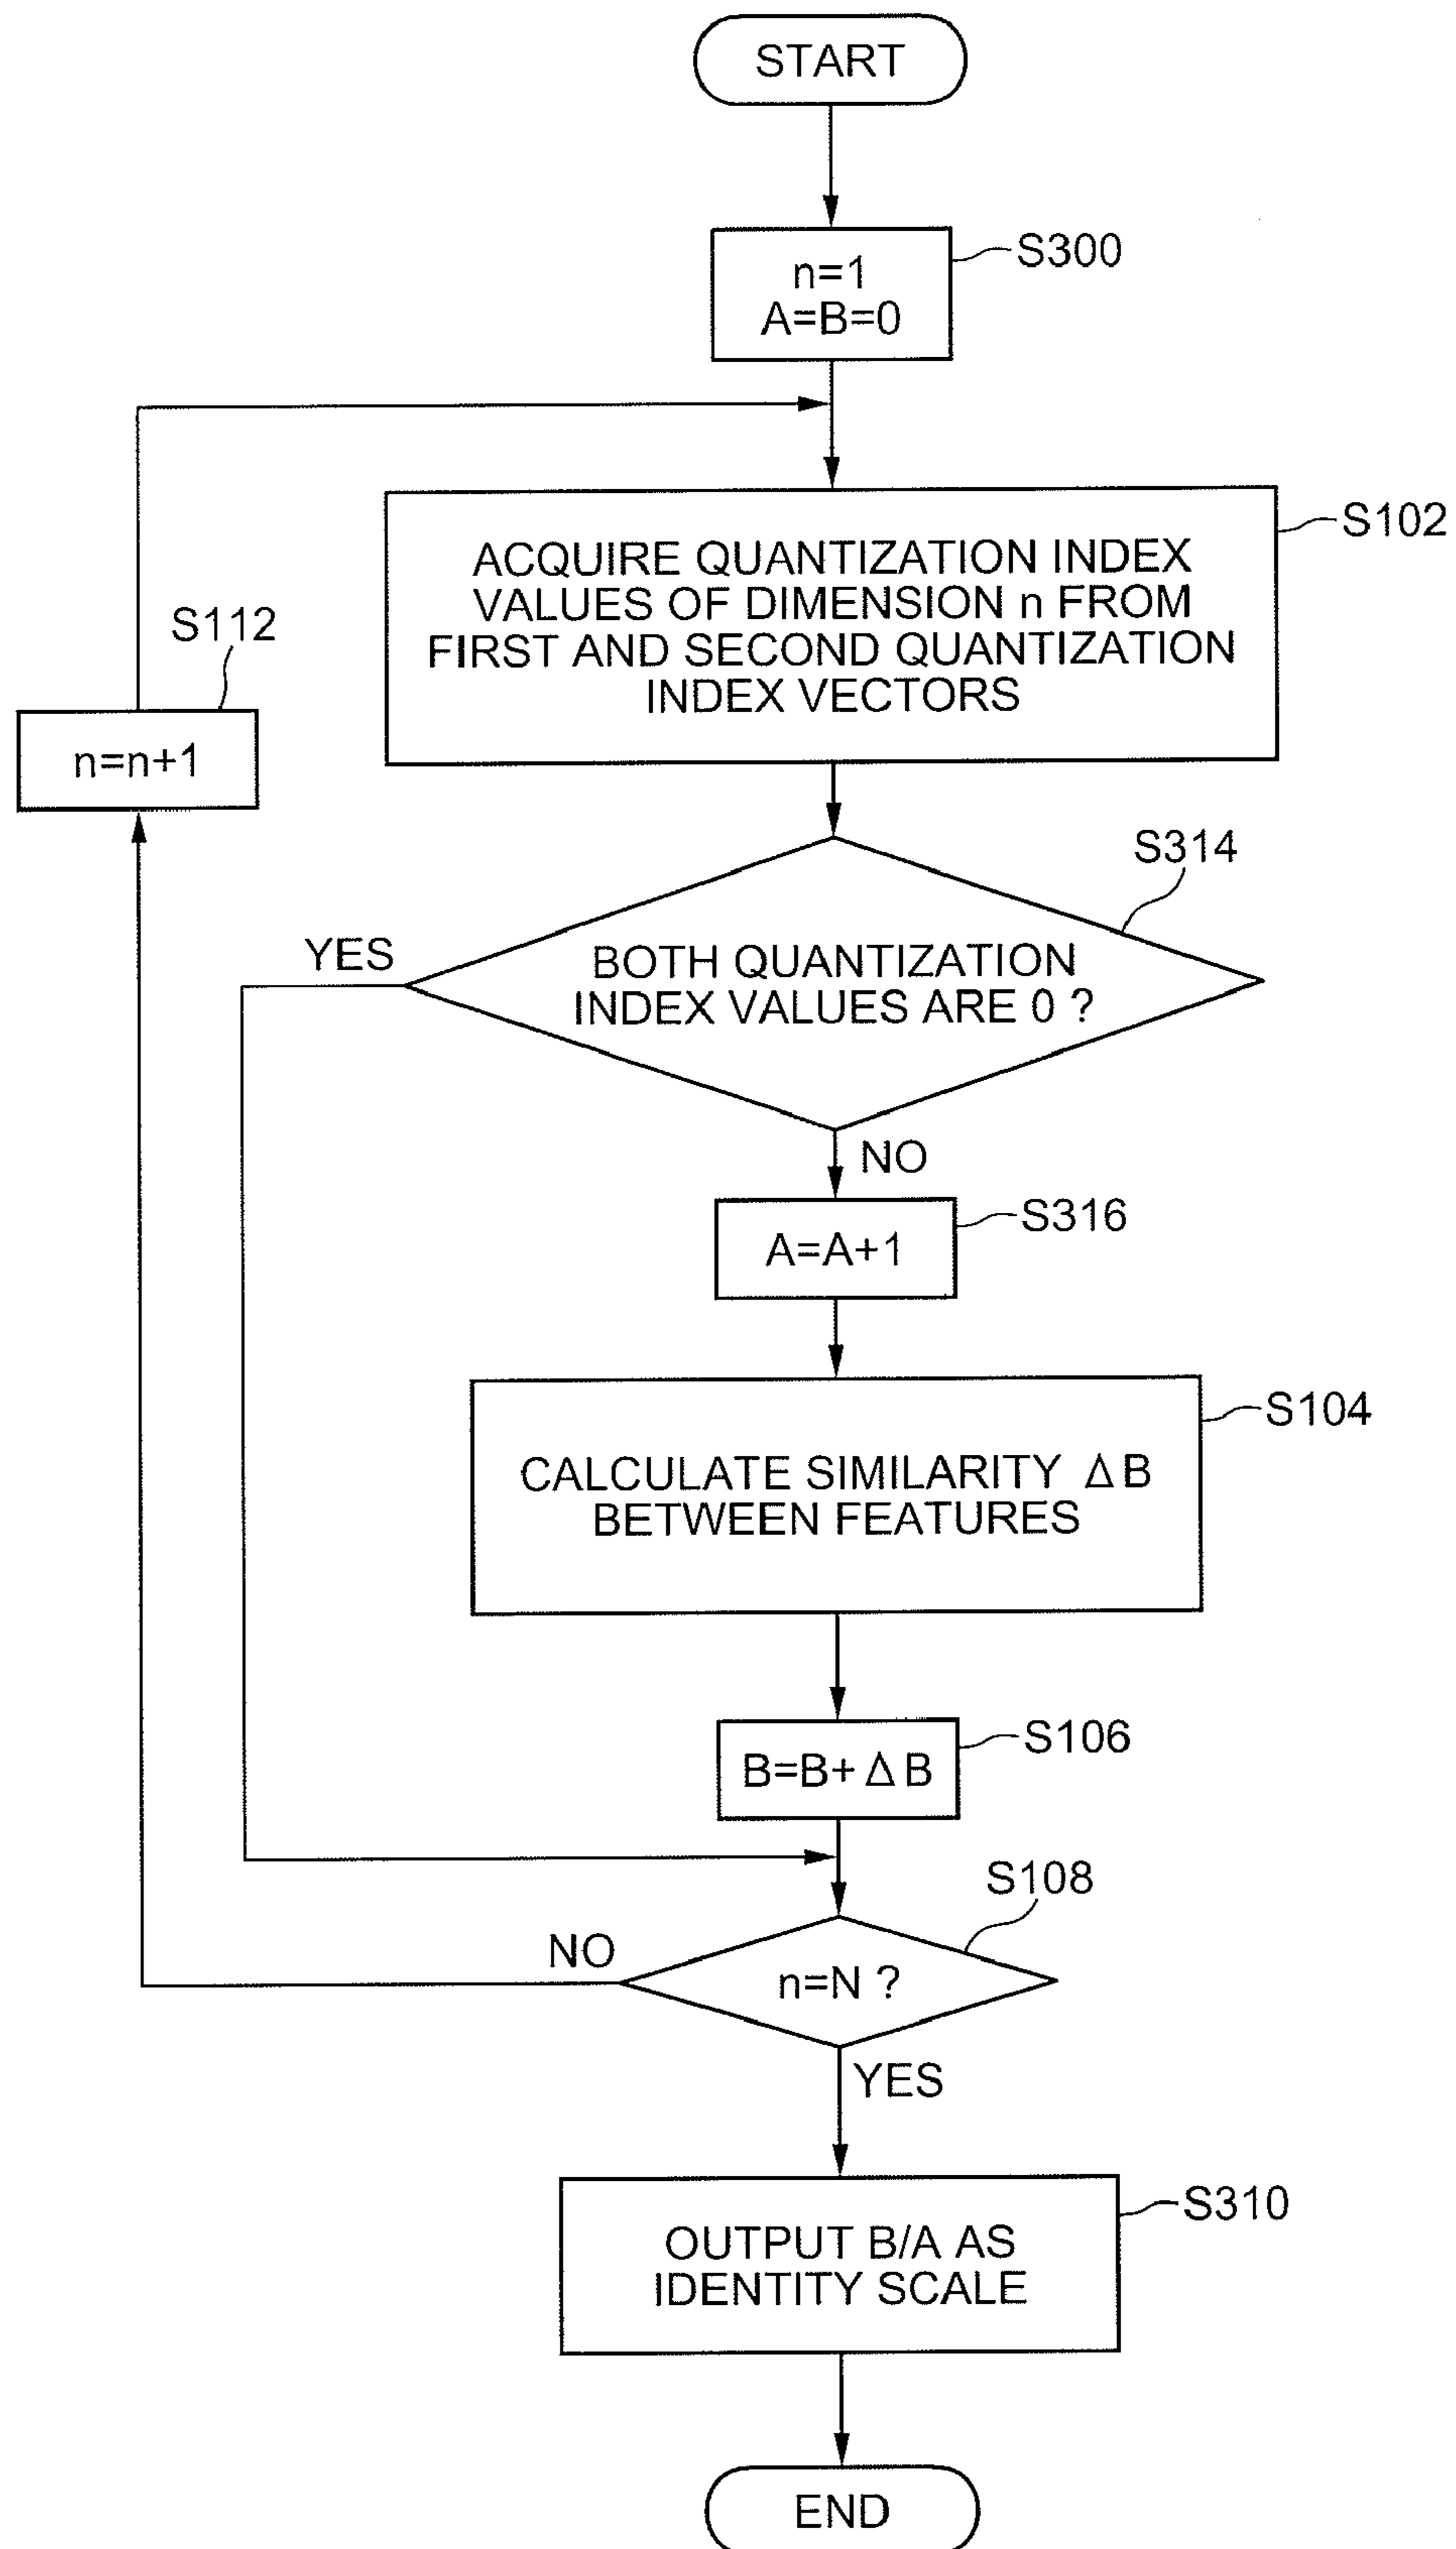 START
n=1
A=B=0
S300
ACQUIRE QUANTIZATION INDEX
VALUES OF DIMENSION n FROM
FIRST AND SECOND QUANTIZATION
INDEX VECTORS
S102
S112
n=n+1
S314
YES
BOTH QUANTIZATION
INDEX VALUES ARE 0 ?
NO
A=A+1
S316
CALCULATE SIMILARITY ΔB
BETWEEN FEATURES
S104
B=B+ΔB
S106
S108
NO
n=N ?
YES
OUTPUT B/A AS
IDENTITY SCALE
S310
END